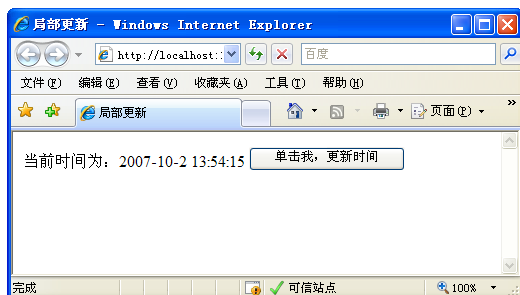 局部更新 - Windows Internet Explorer
http://localhost:
百度
文件(F) 编辑(E) 查看(V) 收藏夹(A) 工具(T) 帮助(H)
局部更新
页面(P)
»
当前时间为：2007-10-2 13:54:15 单击我，更新时间
完成 可信站点 100%